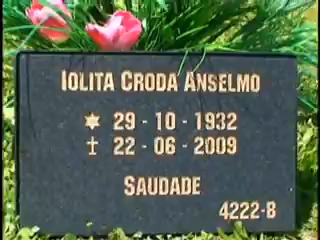 IOLITA CRODA ANSELMO
✶ 29 - 10 - 1932
✝ 22 - 06 - 2009
SAUDADE
4222-B